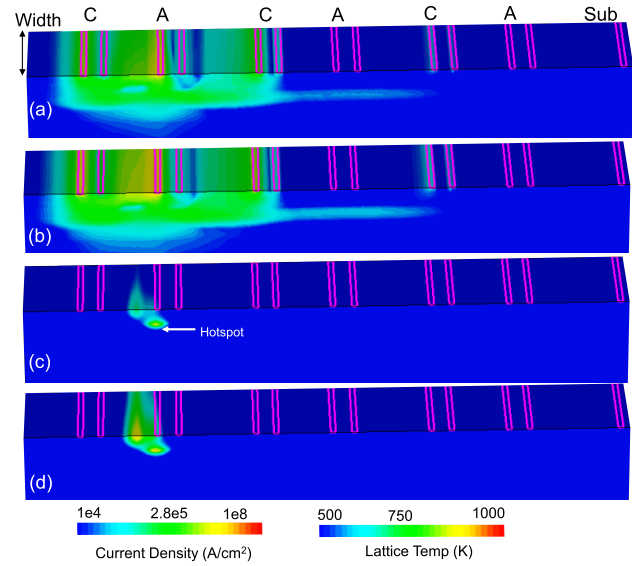 Width C A C A C A Sub
(a)
(b)
Hotspot
(c)
(d)
1e4 2.8e5 1e8 500 750 1000
Current Density (A/cm²) Lattice Temp (K)